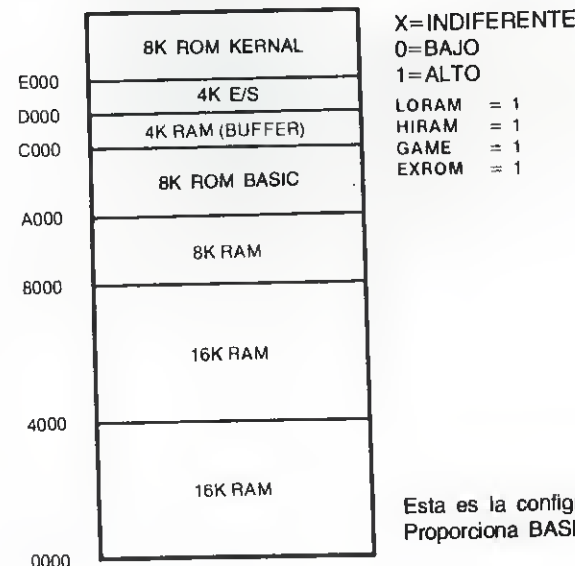 8K ROM KERNAL
E000
4K E/S
D000
4K RAM (BUFFER)
C000
8K ROM BASIC
A000
8K RAM
8000
16K RAM
4000
16K RAM
0000
X=INDIFERENTE
0=BAJO
1=ALTO
LORAM = 1
HIRAM = 1
GAME = 1
EXROM = 1
Esta es la
Proporciona